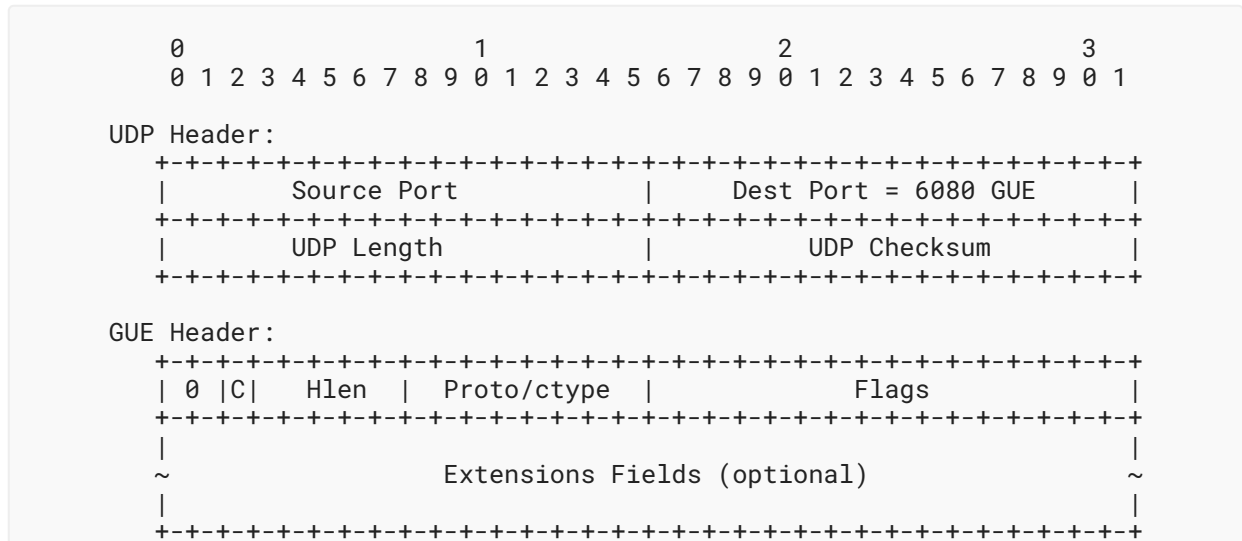 0                   1                   2                   3
0 1 2 3 4 5 6 7 8 9 0 1 2 3 4 5 6 7 8 9 0 1 2 3 4 5 6 7 8 9 0 1
UDP Header:
+-+-+-+-+-+-+-+-+-+-+-+-+-+-+-+-+-+-+-+-+-+-+-+-+-+-+-+-+-+-+-+-+
|        Source Port            |     Dest Port = 6080 GUE      |
+-+-+-+-+-+-+-+-+-+-+-+-+-+-+-+-+-+-+-+-+-+-+-+-+-+-+-+-+-+-+-+-+
|        UDP Length             |          UDP Checksum         |
+-+-+-+-+-+-+-+-+-+-+-+-+-+-+-+-+-+-+-+-+-+-+-+-+-+-+-+-+-+-+-+-+
GUE Header:
+-+-+-+-+-+-+-+-+-+-+-+-+-+-+-+-+-+-+-+-+-+-+-+-+-+-+-+-+-+-+-+-+
| 0 |C|   Hlen  |  Proto/ctype  |             Flags             |
+-+-+-+-+-+-+-+-+-+-+-+-+-+-+-+-+-+-+-+-+-+-+-+-+-+-+-+-+-+-+-+-+
|                                                               |
~                  Extensions Fields (optional)                 ~
|                                                               |
+-+-+-+-+-+-+-+-+-+-+-+-+-+-+-+-+-+-+-+-+-+-+-+-+-+-+-+-+-+-+-+-+